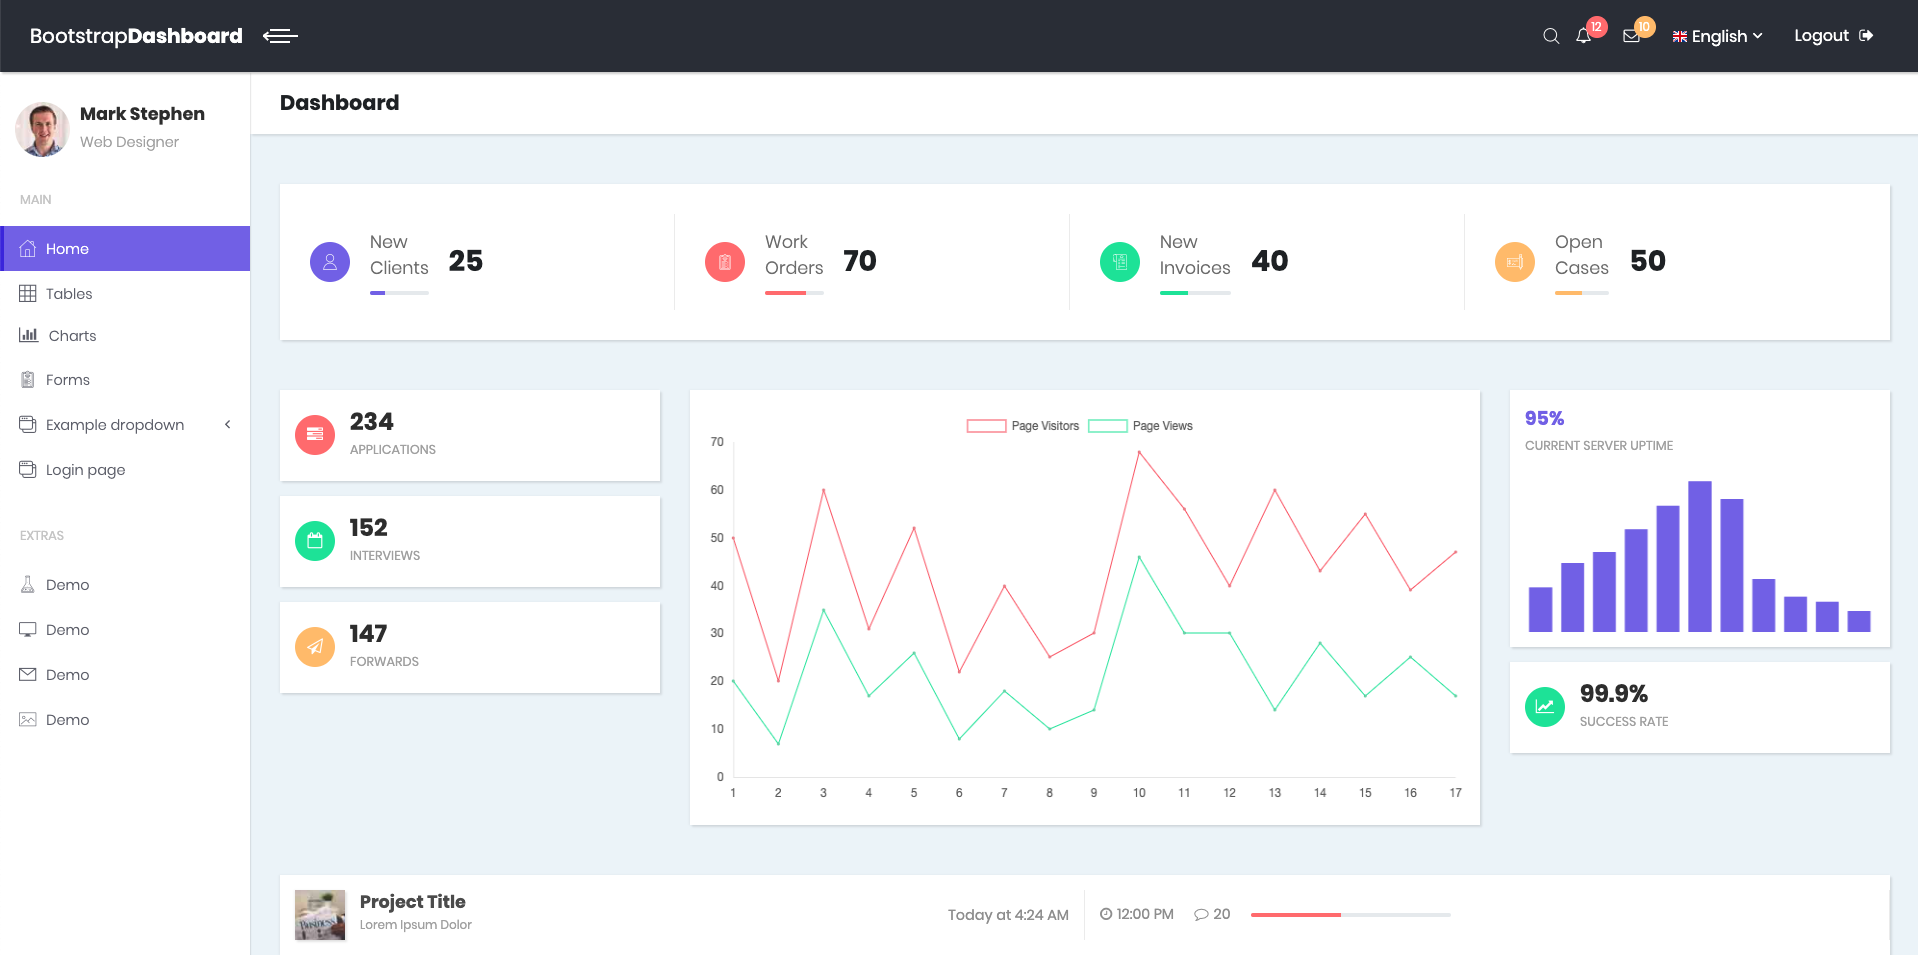 BootstrapDashboard
12
10
English
Logout
Mark Stephen
Web Designer
MAIN
Home
Tables
Charts
Forms
Example dropdown
Login page
EXTRAS
Demo
Demo
Demo
Demo
Dashboard
New
Clients
25
Work
Orders
70
New
Invoices
40
Open
Cases
50
234
APPLICATIONS
152
INTERVIEWS
147
FORWARDS
Page Visitors Page Views
70
60
50
40
30
20
10
0
1 2 3 4 5 6 7 8 9 10 11 12 13 14 15 16 17
95%
CURRENT SERVER UPTIME
99.9%
SUCCESS RATE
Business
Project Title
Lorem Ipsum Dolor
Today at 4:24 AM
12:00 PM
20